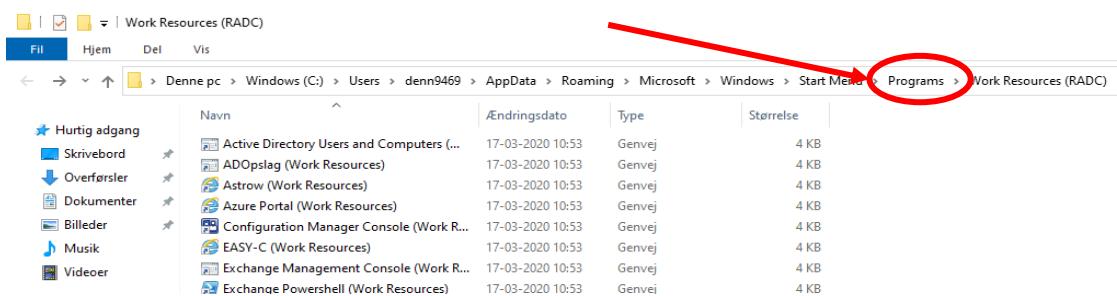 Work Resources (RADC)
Fil Hjem Del Vis
Denne pc > Windows (C:) > Users > denn9469 > AppData > Roaming > Microsoft > Windows > Start Menu > Programs > Work Resources (RADC)
Navn Ændringsdato Type Størrelse
Hurtig adgang
Skrivebord
Overførsler
Dokumenter
Billeder
Musik
Videoer
Active Directory Users and Computers (... 17-03-2020 10:53 Genvej 4 KB
ADOpslag (Work Resources) 17-03-2020 10:53 Genvej 4 KB
Astrow (Work Resources) 17-03-2020 10:53 Genvej 4 KB
Azure Portal (Work Resources) 17-03-2020 10:53 Genvej 4 KB
Configuration Manager Console (Work R... 17-03-2020 10:53 Genvej 4 KB
EASY-C (Work Resources) 17-03-2020 10:53 Genvej 4 KB
Exchange Management Console (Work R... 17-03-2020 10:53 Genvej 4 KB
Exchange Powershell (Work Resources) 17-03-2020 10:53 Genvej 4 KB